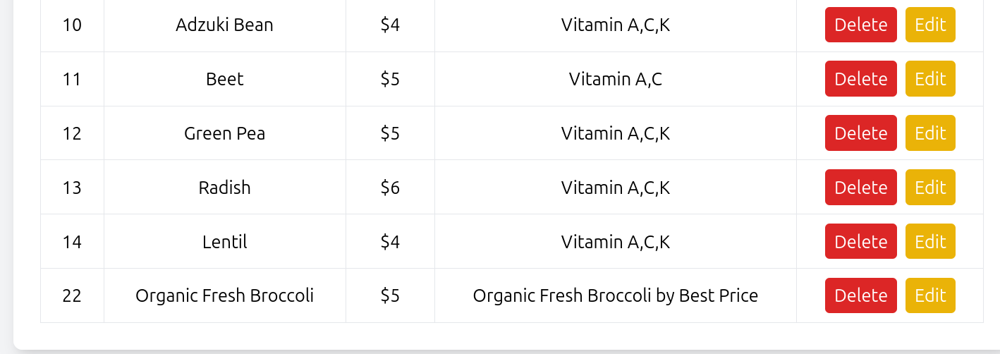 10 Adzuki Bean $4 Vitamin A,C,K Delete Edit
11 Beet $5 Vitamin A,C Delete Edit
12 Green Pea $5 Vitamin A,C,K Delete Edit
13 Radish $6 Vitamin A,C,K Delete Edit
14 Lentil $4 Vitamin A,C,K Delete Edit
22 Organic Fresh Broccoli $5 Organic Fresh Broccoli by Best Price Delete Edit